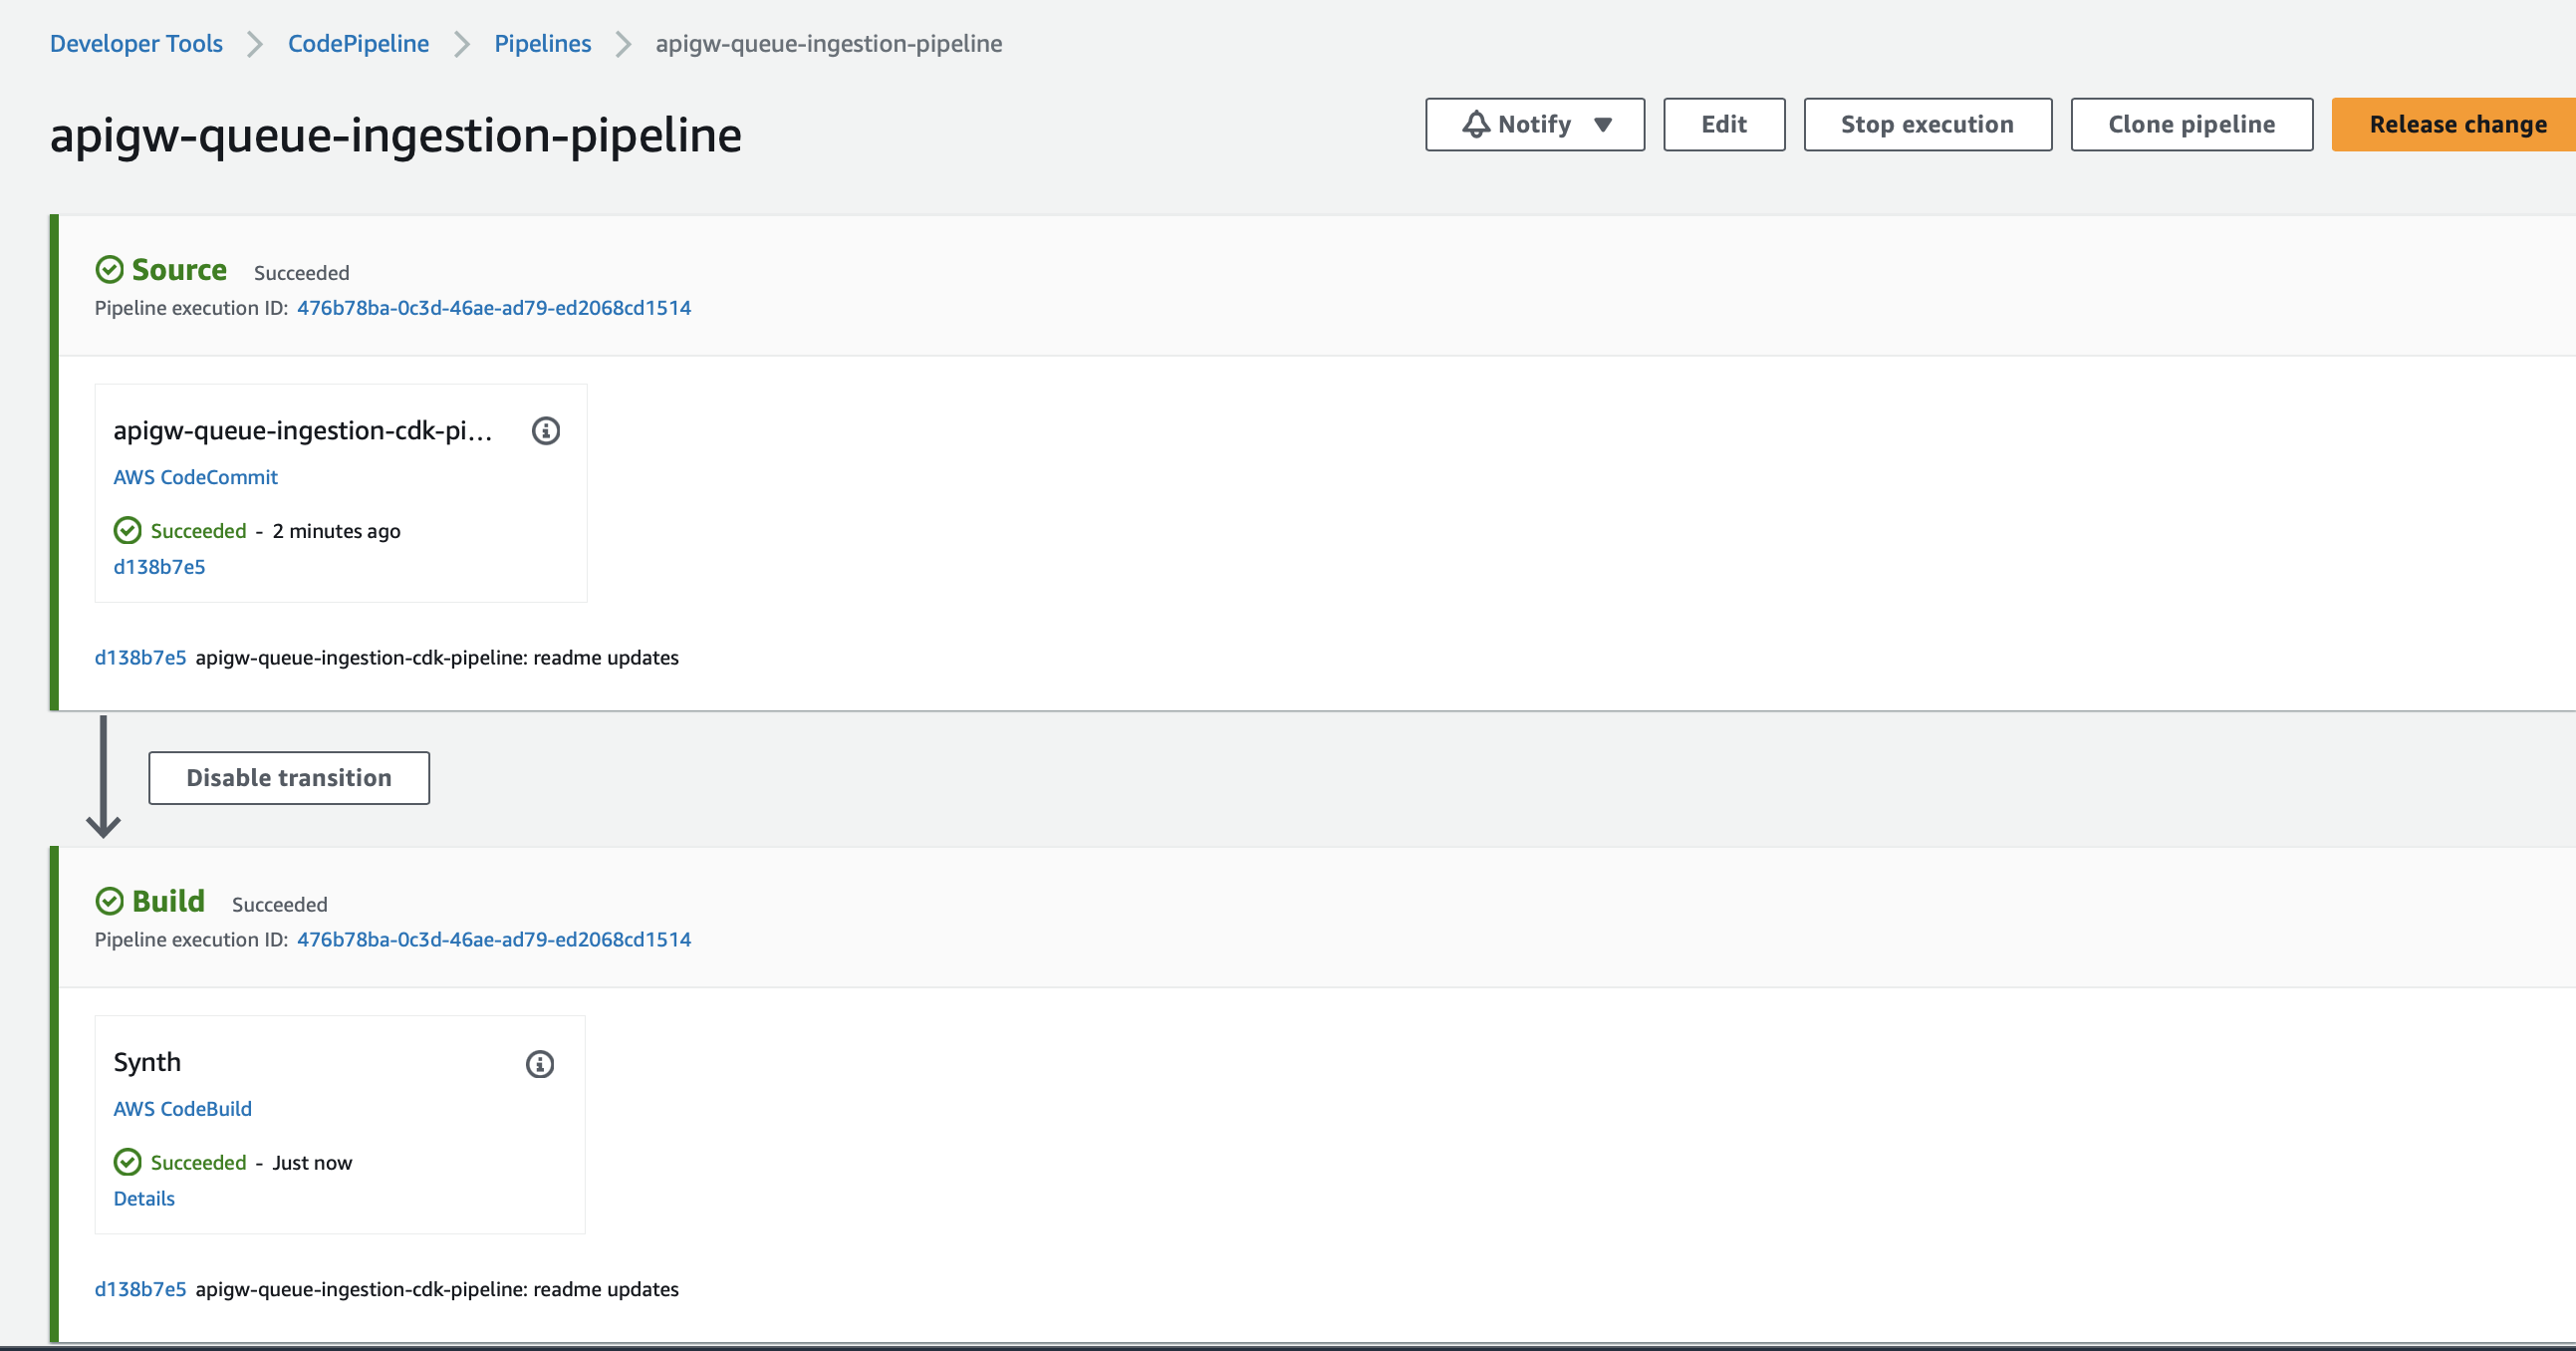 Developer Tools > CodePipeline > Pipelines > apigw-queue-ingestion-pipeline
apigw-queue-ingestion-pipeline
Notify
Edit
Stop execution
Clone pipeline
Release change
Source Succeeded
Pipeline execution ID: 476b78ba-0c3d-46ae-ad79-ed2068cd1514
apigw-queue-ingestion-cdk-pi...
AWS CodeCommit
Succeeded - 2 minutes ago
d138b7e5
d138b7e5 apigw-queue-ingestion-cdk-pipeline: readme updates
Disable transition
Build Succeeded
Pipeline execution ID: 476b78ba-0c3d-46ae-ad79-ed2068cd1514
Synth
AWS CodeBuild
Succeeded - Just now
Details
d138b7e5 apigw-queue-ingestion-cdk-pipeline: readme updates